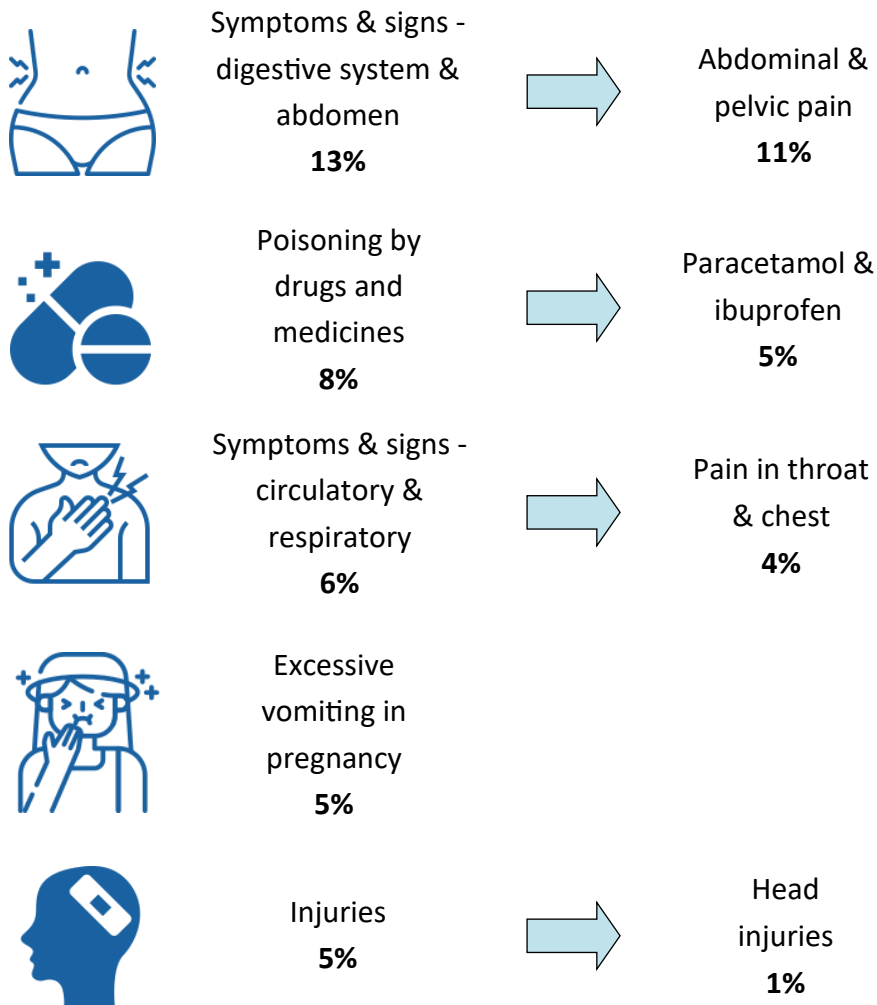 Symptoms & signs -
digestive system &
abdomen
13%
Abdominal &
pelvic pain
11%
Poisoning by
drugs and
medicines
8%
Paracetamol &
ibuprofen
5%
Symptoms & signs -
circulatory &
respiratory
6%
Pain in throat
& chest
4%
Excessive
vomiting in
pregnancy
5%
Injuries
5%
Head
injuries
1%